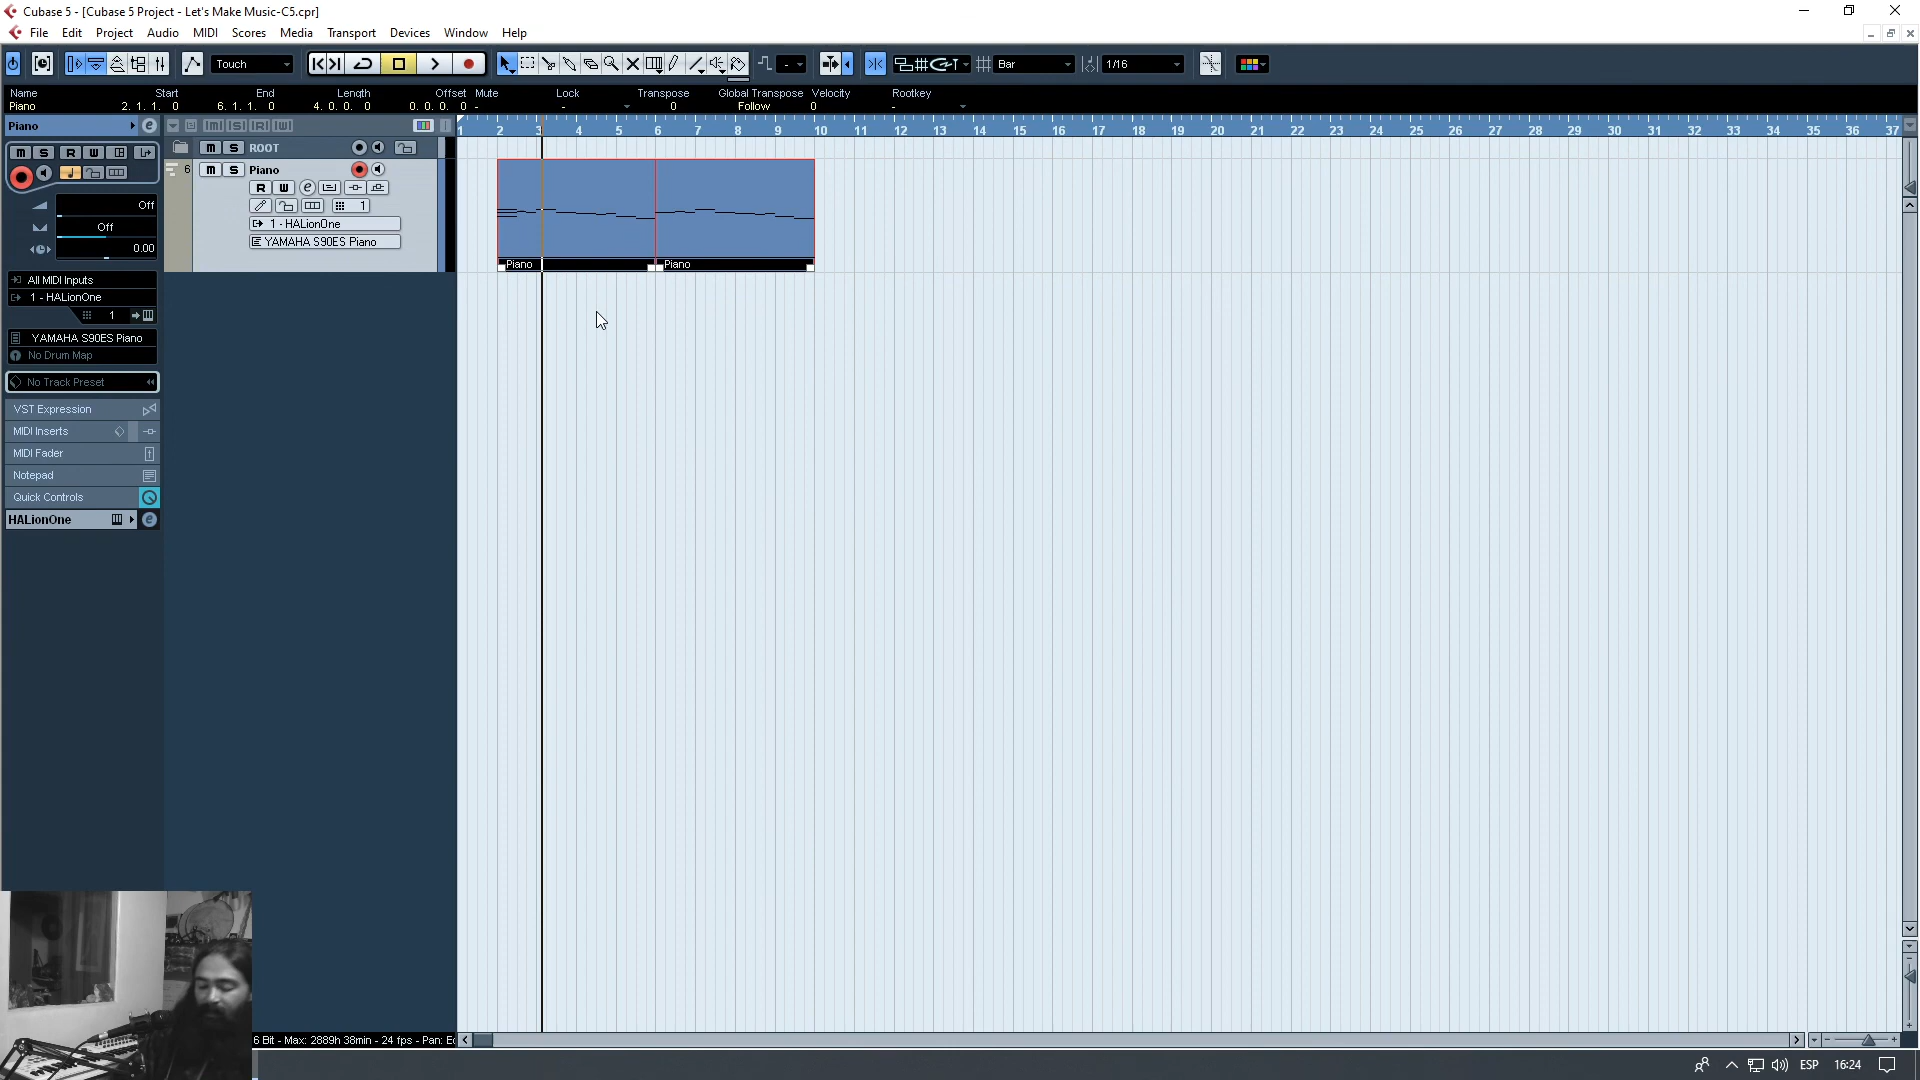 Cubase 5 - [Cubase 5 Project - Let's Make Music-C5.cpr]
File Edit Project Audio MIDI Scores Media Transport Devices Window Help
Touch - Bar 1/16
Name Start End Length Offset Mute Lock Transpose Global Transpose Velocity Rootkey
Piano 2. 1. 1. 0 6. 1. 1. 0 4. 0. 0. 0 0. 0. 0. 0 - - 0 Follow 0 -
Piano
1 2 3 4 5 6 7 8 9 10 11 12 13 14 15 16 17 18 19 20 21 22 23 24 25 26 27 28 29 30 31 32 33 34 35 36 37
m S R W
m S ROOT
6 m S Piano
R W e
1
1 - HALionOne
YAMAHA S90ES Piano
Piano Piano
Off
Off
0.00
All MIDI Inputs
1 - HALionOne
1
YAMAHA S90ES Piano
No Drum Map
No Track Preset
VST Expression
MIDI Inserts
MIDI Fader
Notepad
Quick Controls
HALionOne
6 Bit - Max: 2889h 38min - 24 fps - Pan: Ec
ESP 16:24